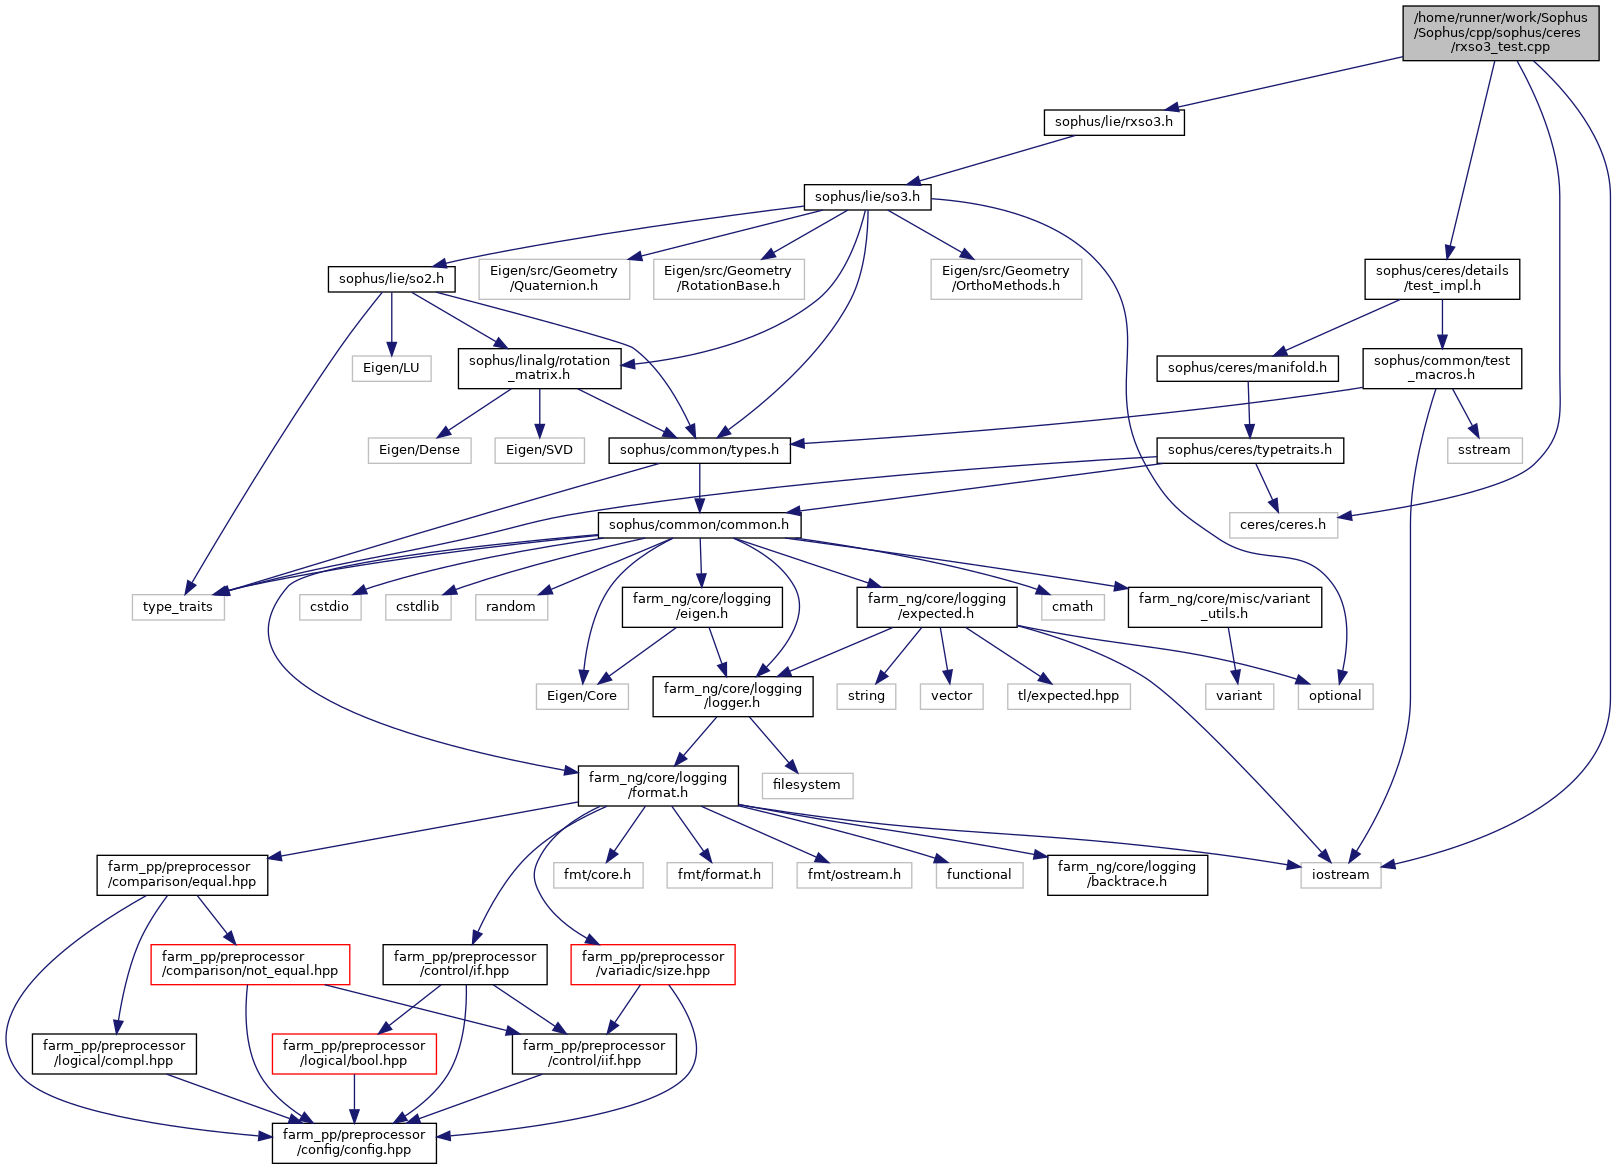 /home/runner/work/Sophus
/Sophus/cpp/sophus/ceres
/rxso3_test.cpp
sophus/lie/rxso3.h
sophus/lie/so3.h
sophus/lie/so2.h
Eigen/src/Geometry
/Quaternion.h
Eigen/src/Geometry
/RotationBase.h
Eigen/src/Geometry
/OrthoMethods.h
sophus/ceres/details
/test_impl.h
Eigen/LU
sophus/linalg/rotation
_matrix.h
sophus/ceres/manifold.h
sophus/common/test
_macros.h
Eigen/Dense
Eigen/SVD
sophus/common/types.h
sophus/ceres/typetraits.h
sstream
sophus/common/common.h
ceres/ceres.h
type_traits
cstdio
cstdlib
random
farm_ng/core/logging
/eigen.h
farm_ng/core/logging
/expected.h
cmath
farm_ng/core/misc/variant
_utils.h
Eigen/Core
farm_ng/core/logging
/logger.h
string
vector
tl/expected.hpp
variant
optional
farm_ng/core/logging
/format.h
filesystem
farm_pp/preprocessor
/comparison/equal.hpp
fmt/core.h
fmt/format.h
fmt/ostream.h
functional
farm_ng/core/logging
/backtrace.h
iostream
farm_pp/preprocessor
/comparison/not_equal.hpp
farm_pp/preprocessor
/control/if.hpp
farm_pp/preprocessor
/variadic/size.hpp
farm_pp/preprocessor
/logical/compl.hpp
farm_pp/preprocessor
/logical/bool.hpp
farm_pp/preprocessor
/control/iif.hpp
farm_pp/preprocessor
/config/config.hpp